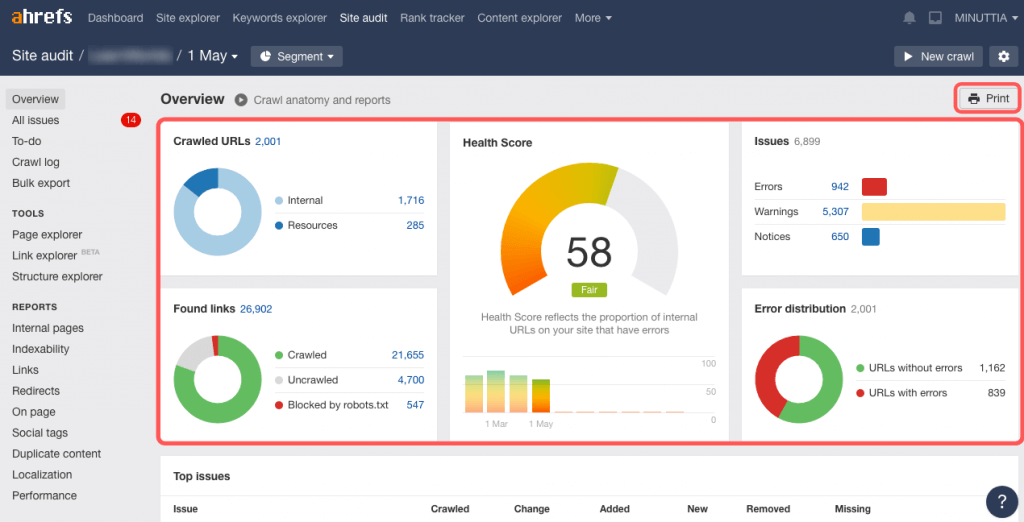 ahrefs Dashboard Site explorer Keywords explorer Site audit Rank tracker Content explorer More MINUTTIA
Site audit / / 1 May Segment New crawl
Overview
All issues 14
To-do
Crawl log
Bulk export
TOOLS
Page explorer
Link explorer BETA
Structure explorer
REPORTS
Internal pages
Indexability
Links
Redirects
On page
Social tags
Duplicate content
Localization
Performance
Overview Crawl anatomy and reports Print
Crawled URLs 2,001
Internal 1,716
Resources 285
Found links 26,902
Crawled 21,655
Uncrawled 4,700
Blocked by robots.txt 547
Health Score
58
Fair
Health Score reflects the proportion of internal
URLs on your site that have errors
100
50
0
1 Mar 1 May
Issues 6,899
Errors 942
Warnings 5,307
Notices 650
Error distribution 2,001
URLs without errors 1,162
URLs with errors 839
Top issues
Issue Crawled Change Added New Removed Missing
?